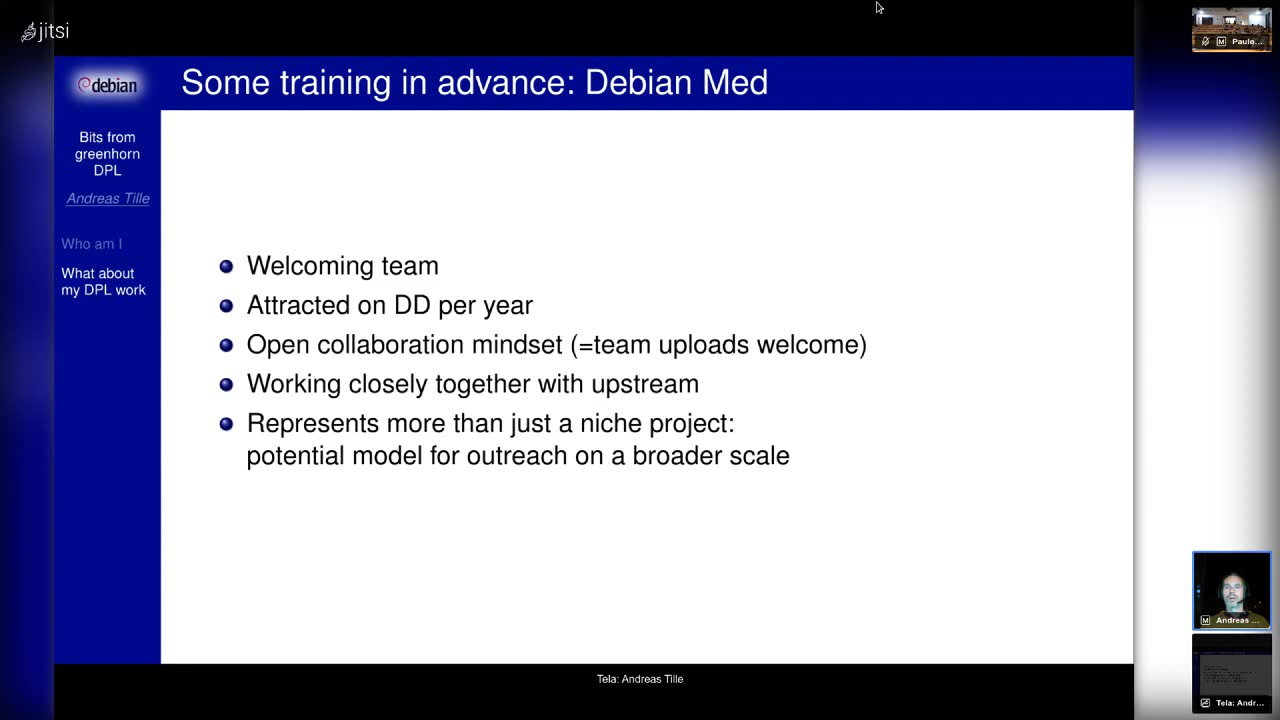 jitsi
debian
Some training in advance: Debian Med
Bits from
greenhorn
DPL
Andreas Tille
Who am I
What about
my DPL work
Welcoming team
Attracted on DD per year
Open collaboration mindset (=team uploads welcome)
Working closely together with upstream
Represents more than just a niche project:
potential model for outreach on a broader scale
Tela: Andreas Tille
M Paulo...
M Andreas ...
Tela: Andr...